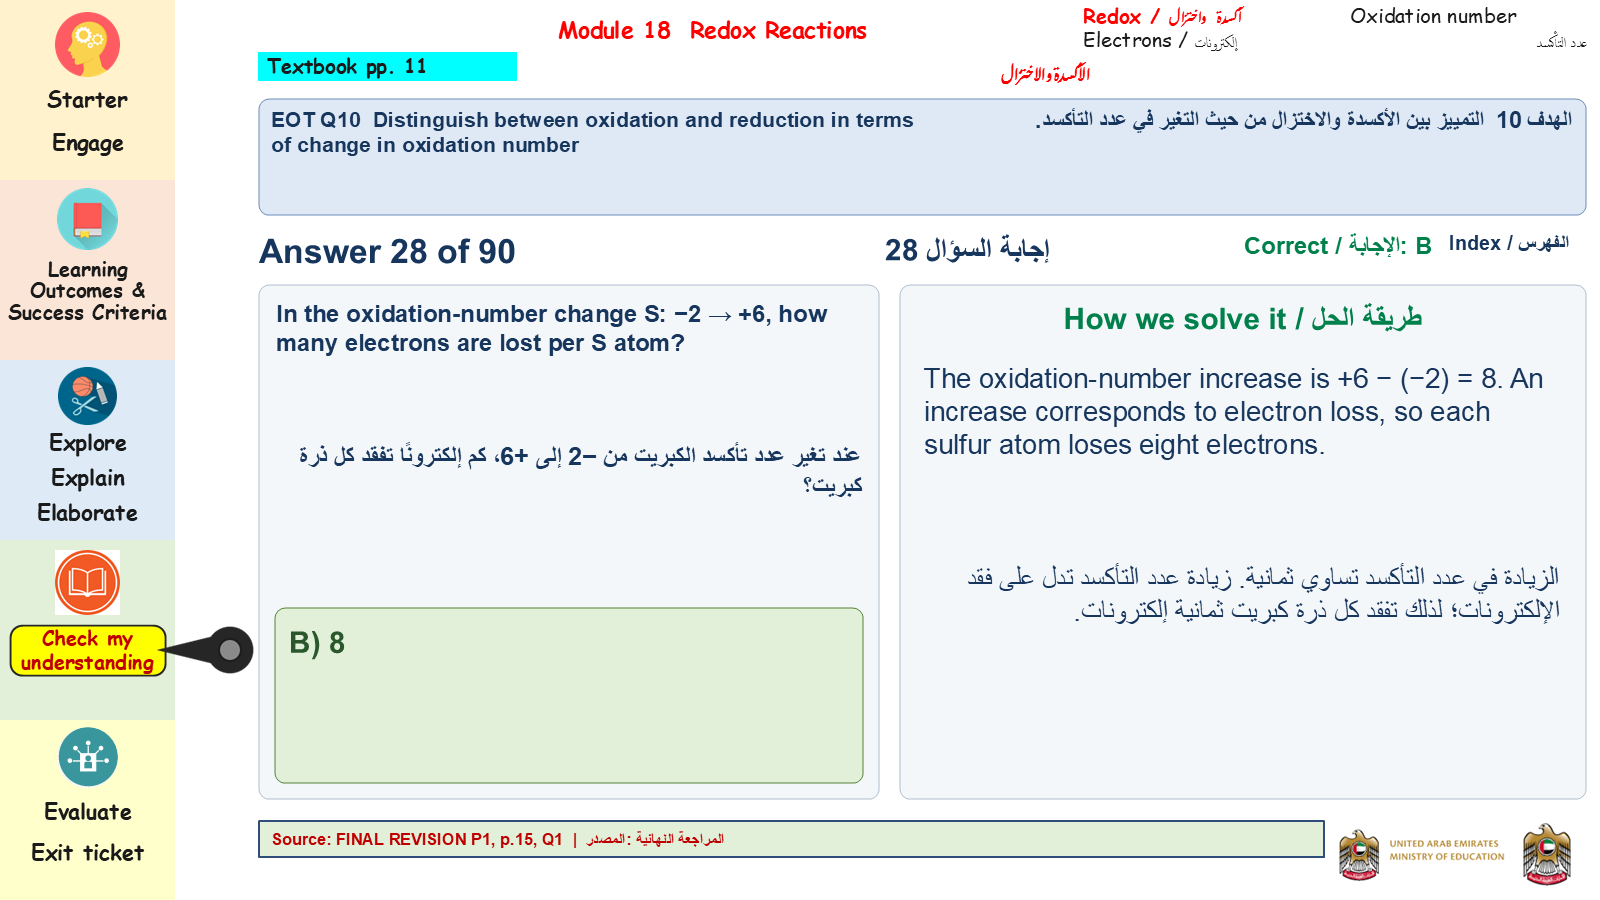 Starter
Engage
Learning
Outcomes &
Success Criteria
Explore
Explain
Elaborate
Check my
understanding
Evaluate
Exit ticket
Module 18 Redox Reactions
Textbook pp. 11
الأكسدة والاختزال
Redox / أكسدة واختزال
Electrons / إلكترونات
Oxidation number
عدد التأكسد
EOT Q10 Distinguish between oxidation and reduction in terms
of change in oxidation number
الهدف 10 التمييز بين الأكسدة والاختزال من حيث التغير في عدد التأكسد.
Answer 28 of 90
إجابة السؤال 28
Correct / الإجابة: B
Index / الفهرس
In the oxidation-number change S: −2 → +6, how
many electrons are lost per S atom?
عند تغير عدد تأكسد الكبريت من –2 إلى +6، كم إلكترونًا تفقد كل ذرة
كبريت؟
B) 8
How we solve it / طريقة الحل
The oxidation-number increase is +6 − (−2) = 8. An
increase corresponds to electron loss, so each
sulfur atom loses eight electrons.
الزيادة في عدد التأكسد تساوي ثمانية. زيادة عدد التأكسد تدل على فقد
الإلكترونات؛ لذلك تفقد كل ذرة كبريت ثمانية إلكترونات.
Source: FINAL REVISION P1, p.15, Q1 | المراجعة النهائية :المصدر
UNITED ARAB EMIRATES
MINISTRY OF EDUCATION